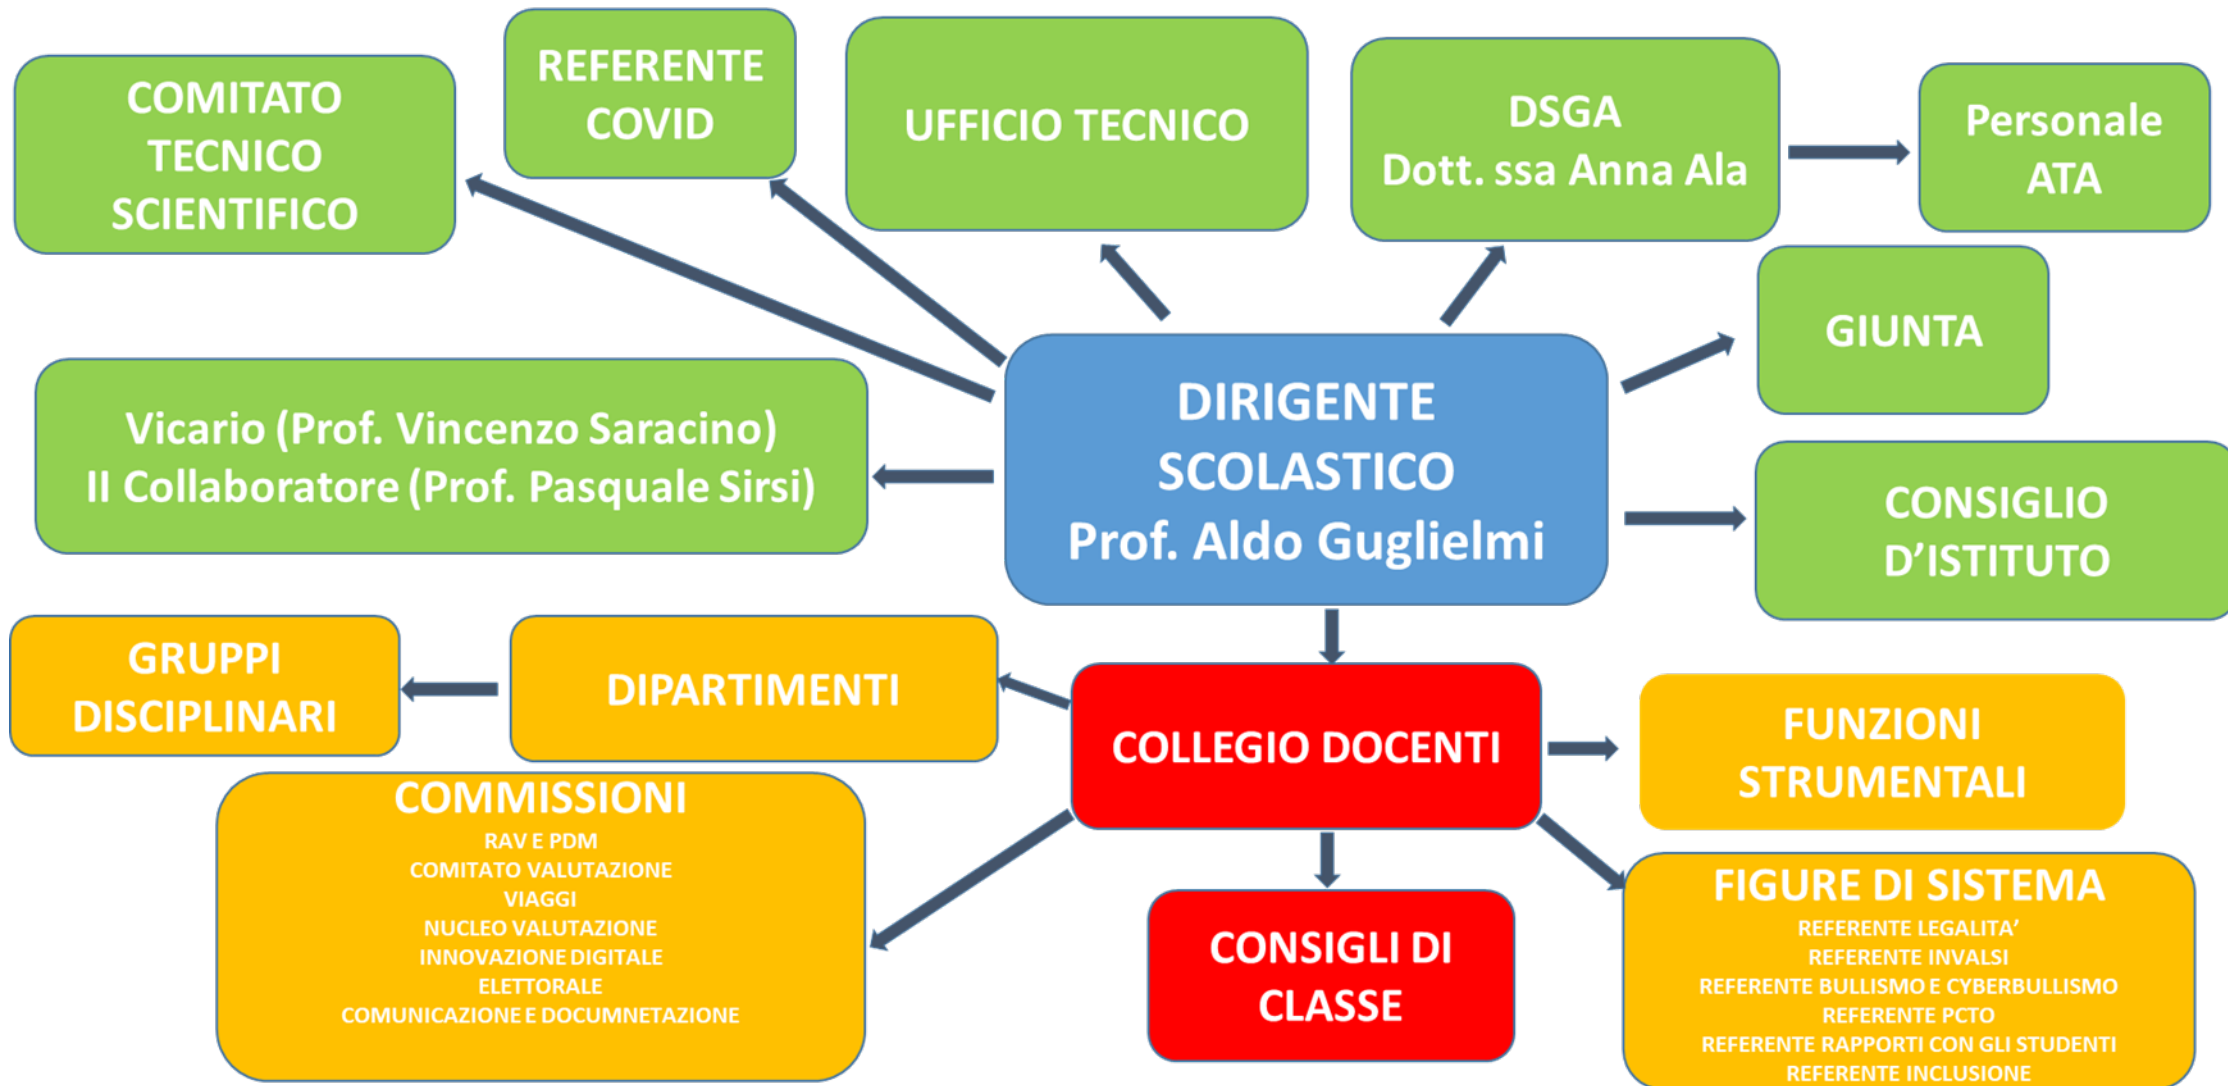 COMITATO
TECNICO
SCIENTIFICO
REFERENTE
COVID
UFFICIO TECNICO
DSGA
Dott. ssa Anna Ala
Personale
ATA
GIUNTA
Vicario (Prof. Vincenzo Saracino)
II Collaboratore (Prof. Pasquale Sirsi)
DIRIGENTE
SCOLASTICO
Prof. Aldo Guglielmi
CONSIGLIO
D’ISTITUTO
GRUPPI
DISCIPLINARI
DIPARTIMENTI
COLLEGIO DOCENTI
FUNZIONI
STRUMENTALI
COMMISSIONI
RAV E PDM
COMITATO VALUTAZIONE
VIAGGI
NUCLEO VALUTAZIONE
INNOVAZIONE DIGITALE
ELETTORALE
COMUNICAZIONE E DOCUMNETAZIONE
CONSIGLI DI
CLASSE
FIGURE DI SISTEMA
REFERENTE LEGALITA’
REFERENTE INVALSI
REFERENTE BULLISMO E CYBERBULLISMO
REFERENTE PCTO
REFERENTE RAPPORTI CON GLI STUDENTI
REFERENTE INCLUSIONE